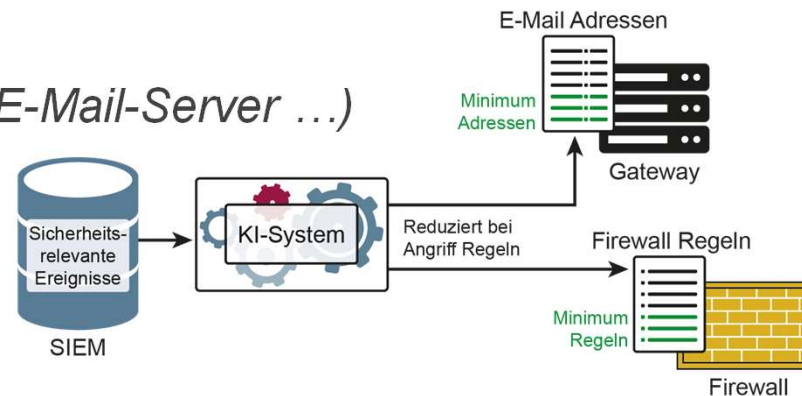 E-Mail Adressen
E-Mail-Server ...)
Minimum
Adressen
Gateway
Sicherheits-
relevante
Ereignisse
KI-System
Reduziert bei
Angriff Regeln
Firewall Regeln
Minimum
Regeln
SIEM
Firewall